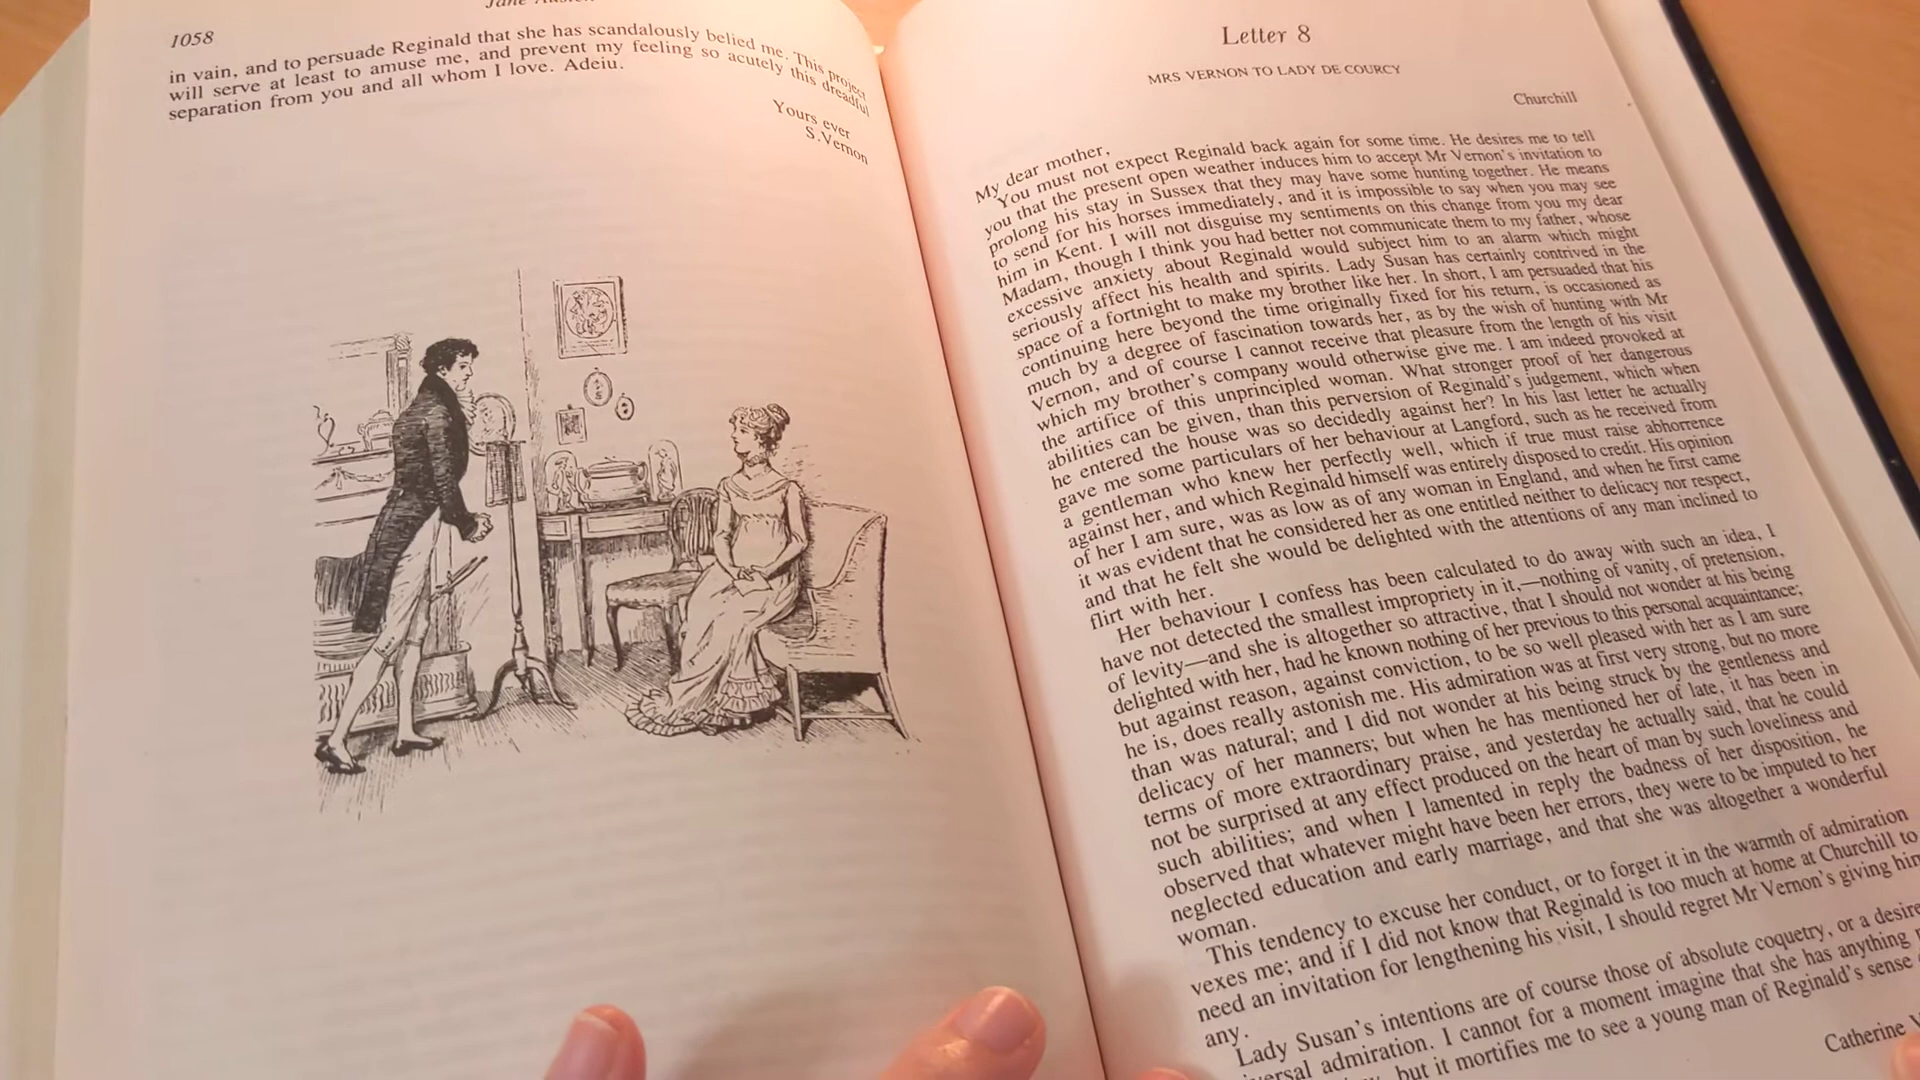 1058
Jane Austen
in vain, and to persuade Reginald that she has scandalously belied me. This project
will serve at least to amuse me, and prevent my feeling so acutely this dreadful
separation from you and all whom I love. Adeiu.
Yours ever
S.Vernon
Letter 8
MRS VERNON TO LADY DE COURCY
Churchill
My dear mother,
You must not expect Reginald back again for some time. He desires me to tell
you that the present open weather induces him to accept Mr Vernon's invitation to
prolong his stay in Sussex that they may have some hunting together. He means
to send for his horses immediately, and it is impossible to say when you may see
him in Kent. I will not disguise my sentiments on this change from you my dear
Madam, though I think you had better not communicate them to my father, whose
excessive anxiety about Reginald would subject him to an alarm which might
seriously affect his health and spirits. Lady Susan has certainly contrived in the
space of a fortnight to make my brother like her. In short, I am persuaded that his
continuing here beyond the time originally fixed for his return, is occasioned as
much by a degree of fascination towards her, as by the wish of hunting with Mr
Vernon, and of course I cannot receive that pleasure from the length of his visit
which my brother's company would otherwise give me. I am indeed provoked at
the artifice of this unprincipled woman. What stronger proof of her dangerous
abilities can be given, than this perversion of Reginald's judgement, which when
he entered the house was so decidedly against her? In his last letter he actually
gave me some particulars of her behaviour at Langford, such as he received from
a gentleman who knew her perfectly well, which if true must raise abhorrence
against her, and which Reginald himself was entirely disposed to credit. His opinion
of her I am sure, was as low as of any woman in England, and when he first came
it was evident that he considered her as one entitled neither to delicacy nor respect,
and that he felt she would be delighted with the attentions of any man inclined to
flirt with her.
Her behaviour I confess has been calculated to do away with such an idea, I
have not detected the smallest impropriety in it,—nothing of vanity, of pretension,
of levity—and she is altogether so attractive, that I should not wonder at his being
delighted with her, had he known nothing of her previous to this personal acquaintance;
but against reason, against conviction, to be so well pleased with her as I am sure
he is, does really astonish me. His admiration was at first very strong, but no more
than was natural; and I did not wonder at his being struck by the gentleness and
delicacy of her manners; but when he has mentioned her of late, it has been in
terms of more extraordinary praise, and yesterday he actually said, that he could
not be surprised at any effect produced on the heart of man by such loveliness and
such abilities; and when I lamented in reply the badness of her disposition, he
observed that whatever might have been her errors, they were to be imputed to her
neglected education and early marriage, and that she was altogether a wonderful
woman.
This tendency to excuse her conduct, or to forget it in the warmth of admiration
vexes me; and if I did not know that Reginald is too much at home at Churchill to
need an invitation for lengthening his visit, I should regret Mr Vernon's giving him
any.
Lady Susan's intentions are of course those of absolute coquetry, or a desire
versal admiration. I cannot for a moment imagine that she has anything
but it mortifies me to see a young man of Reginald's sense
Catherine